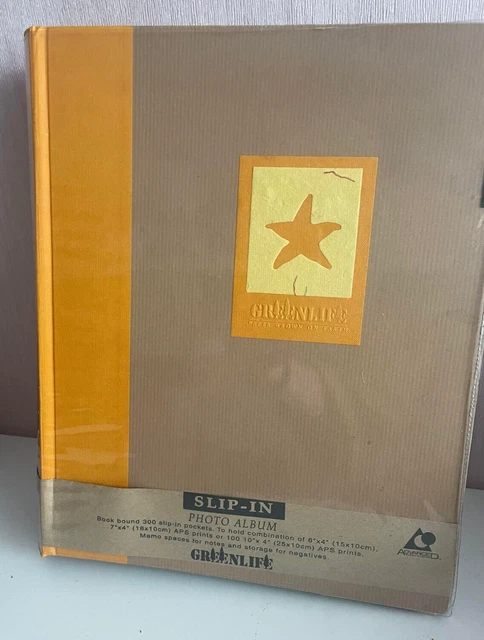 GREENLIFE
SLIP-IN
PHOTO ALBUM
Book bound 300 slip-in pockets. To hold combination of 6"x4" (15x10cm),
7"x4" (18x10cm) APS prints or 100 10"x 4" (25x10cm) APS prints.
Memo spaces for notes and storage for negatives.
GREENLIFE
ADVANCED